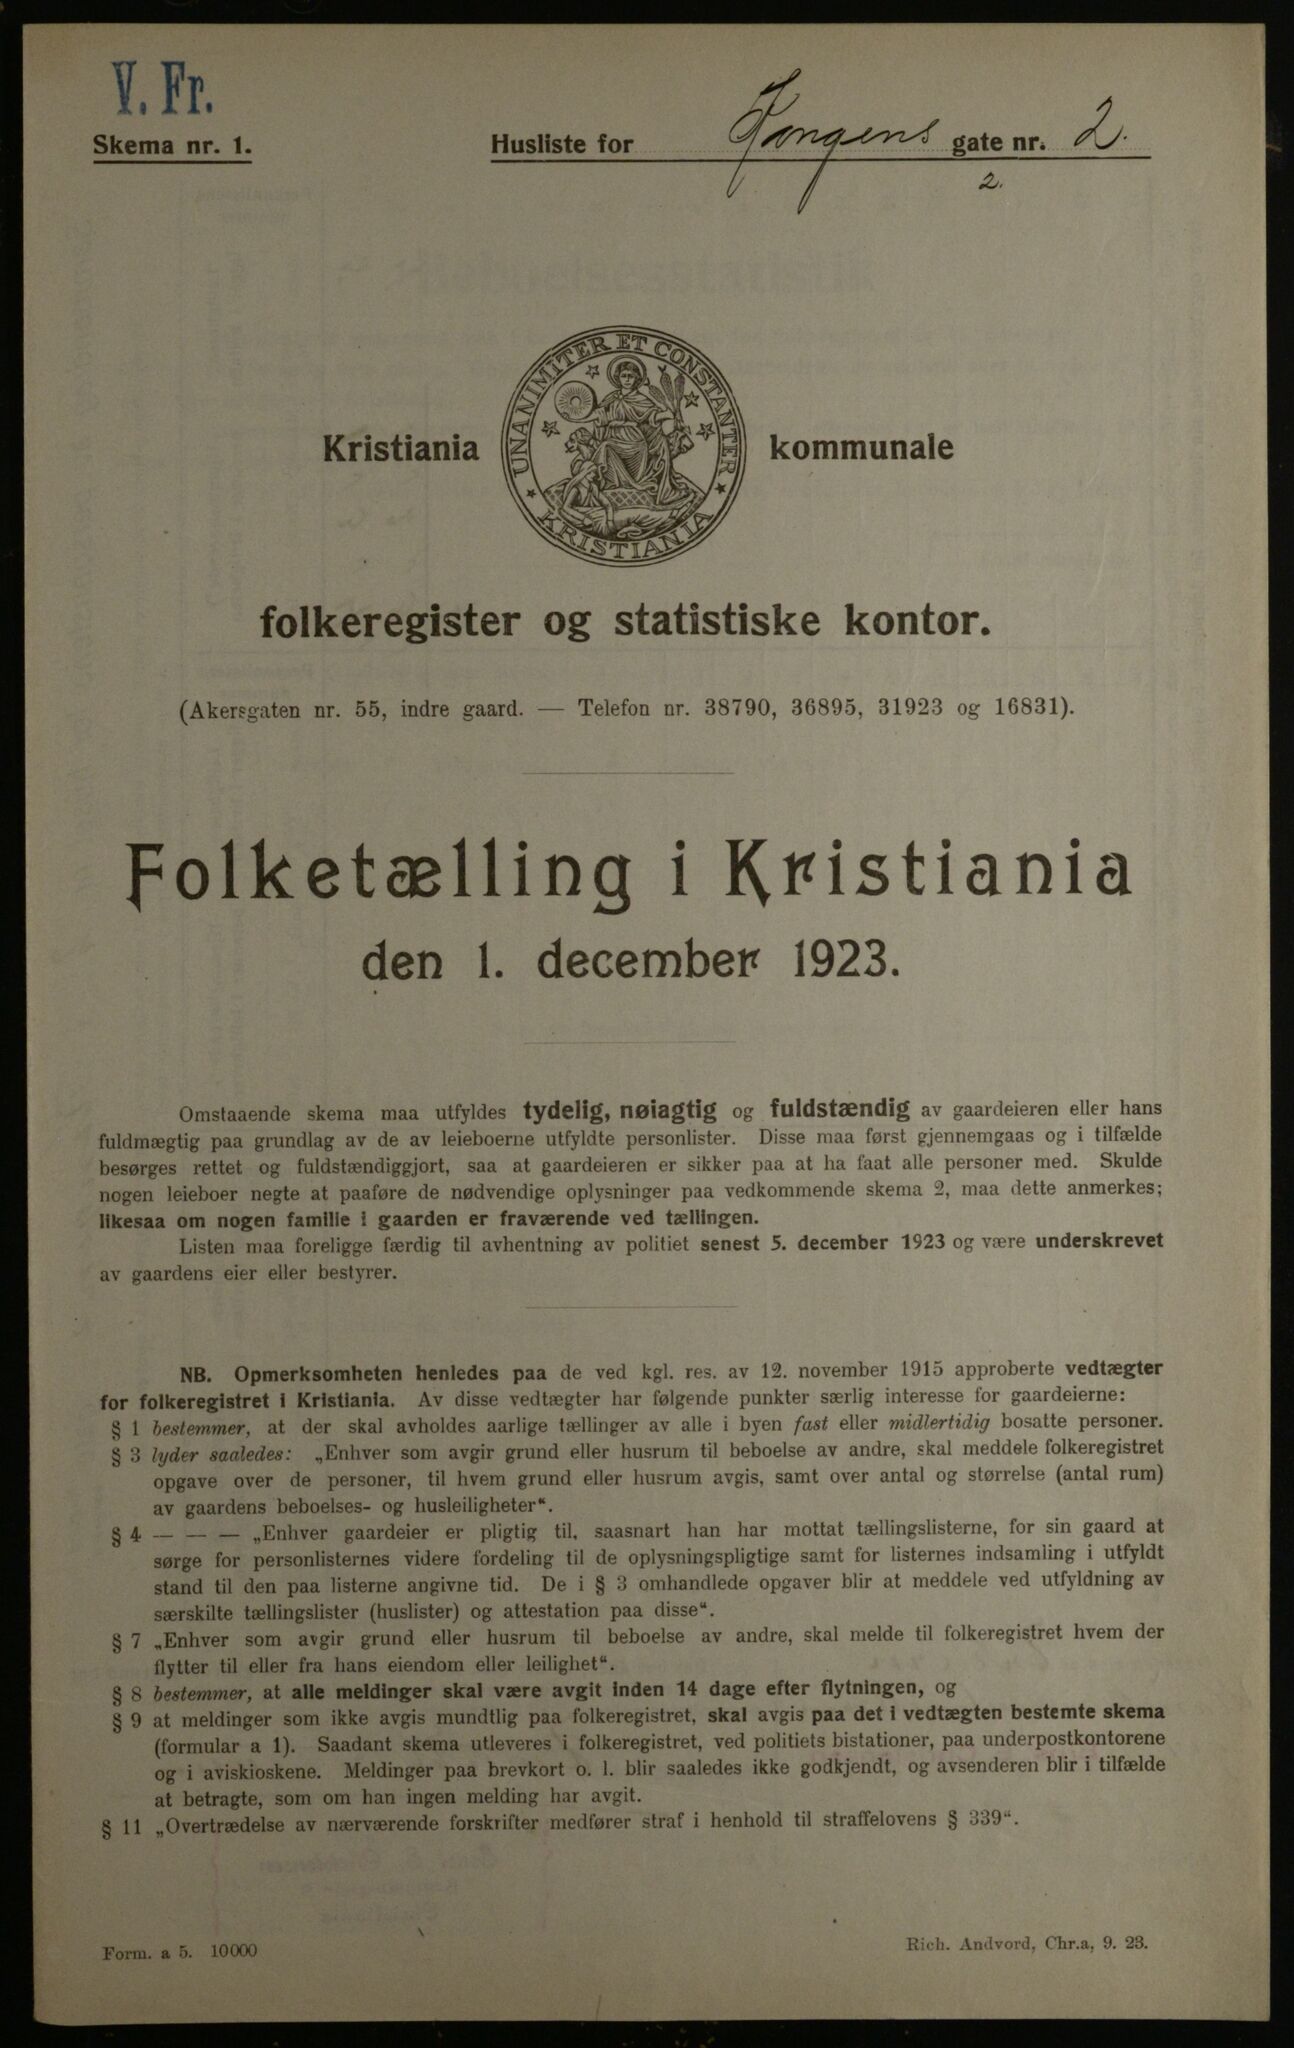 V. Fr.
Skema nr. 1.
Husliste for Kongens gate nr. 2.
2.
UNANIMITER ET CONSTANTER
KRISTIANIA
Kristiania kommunale
folkeregister og statistiske kontor.
(Akersgaten nr. 55, indre gaard. — Telefon nr. 38790, 36895, 31923 og 16831).
Folketælling i Kristiania
den 1. december 1923.
Omstaaende skema maa utfyldes tydelig, nøiagtig og fuldstændig av gaardeieren eller hans
fuldmægtig paa grundlag av de av leieboerne utfyldte personlister. Disse maa først gjennemgaas og i tilfælde
besørges rettet og fuldstændiggjort, saa at gaardeieren er sikker paa at ha faat alle personer med. Skulde
nogen leieboer negte at paaføre de nødvendige oplysninger paa vedkommende skema 2, maa dette anmerkes;
likesaa om nogen familie i gaarden er fraværende ved tællingen.
Listen maa foreligge færdig til avhentning av politiet senest 5. december 1923 og være underskrevet
av gaardens eier eller bestyrer.
NB. Opmerksomheten henledes paa de ved kgl. res. av 12. november 1915 approberte vedtægter
for folkeregistret i Kristiania. Av disse vedtægter har følgende punkter særlig interesse for gaardeierne:
§ 1 bestemmer, at der skal avholdes aarlige tællinger av alle i byen fast eller midlertidig bosatte personer.
§ 3 lyder saaledes: „Enhver som avgir grund eller husrum til beboelse av andre, skal meddele folkeregistret
opgave over de personer, til hvem grund eller husrum avgis, samt over antal og størrelse (antal rum)
av gaardens beboelses- og husleiligheter“.
§ 4 — — — „Enhver gaardeier er pligtig til, saasnart han har mottat tællingslisterne, for sin gaard at
sørge for personlisternes videre fordeling til de oplysningspligtige samt for listernes indsamling i utfyldt
stand til den paa listerne angivne tid. De i § 3 omhandlede opgaver blir at meddele ved utfyldning av
særskilte tællingslister (huslister) og attestation paa disse“.
§ 7 „Enhver som avgir grund eller husrum til beboelse av andre, skal melde til folkeregistret hvem der
flytter til eller fra hans eiendom eller leilighet“.
§ 8 bestemmer, at alle meldinger skal være avgit inden 14 dage efter flytningen, og
§ 9 at meldinger som ikke avgis mundtlig paa folkeregistret, skal avgis paa det i vedtægten bestemte skema
(formular a 1). Saadant skema utleveres i folkeregistret, ved politiets bistationer, paa underpostkontorene
og i aviskioskene. Meldinger paa brevkort o. l. blir saaledes ikke godkjendt, og avsenderen blir i tilfælde
at betragte, som om han ingen melding har avgit.
§ 11 „Overtrædelse av nærværende forskrifter medfører straf i henhold til straffelovens § 339“.
Form. a 5. 10000
Rich. Andvord, Chr.a, 9. 23.